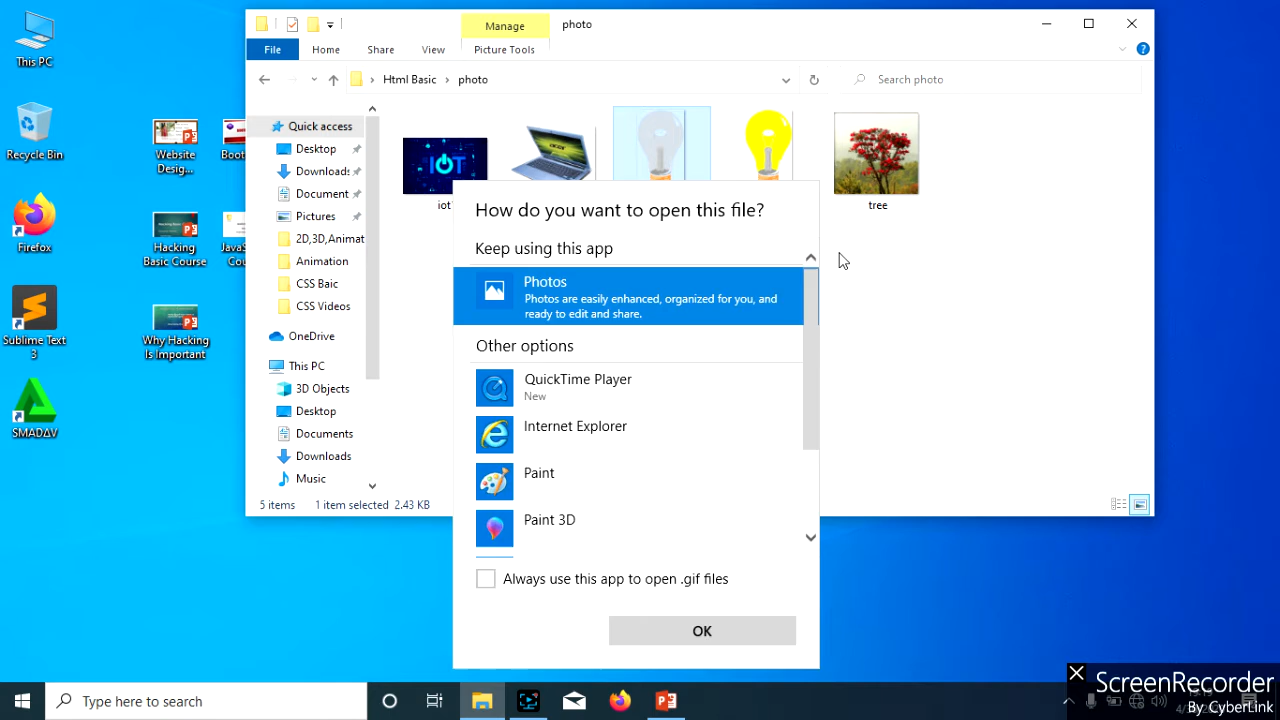 This PC
Recycle Bin
Firefox
Sublime Text
3
SMADΔV
Website
Desig...
Boot
Hacking
Basic Course
JavaS
Cou
Why Hacking
Is Important
Manage
photo
File
Home
Share
View
Picture Tools
Html Basic
photo
Search photo
Quick access
Desktop
Downloads
Document
Pictures
2D,3D,Animat
Animation
CSS Baic
CSS Videos
OneDrive
This PC
3D Objects
Desktop
Documents
Downloads
Music
IOT
acer
iot
tree
5 items
1 item selected 2.43 KB
How do you want to open this file?
Keep using this app
Photos
Photos are easily enhanced, organized for you, and
ready to edit and share.
Other options
QuickTime Player
New
Internet Explorer
Paint
Paint 3D
Always use this app to open .gif files
OK
Type here to search
ScreenRecorder
By CyberLink